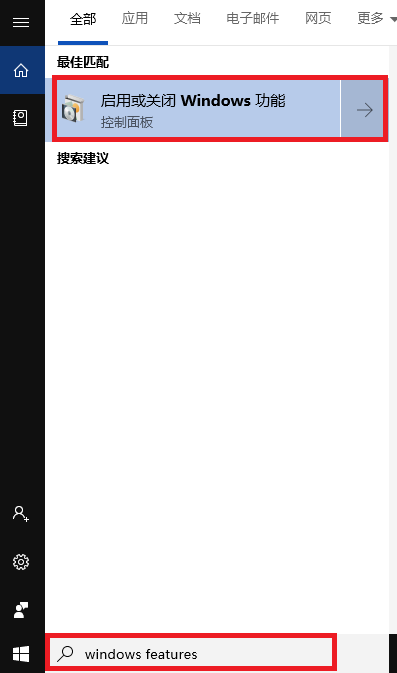 全部 应用 文档 电子邮件 网页 更多
最佳匹配
启用或关闭 Windows 功能
控制面板
搜索建议
windows features